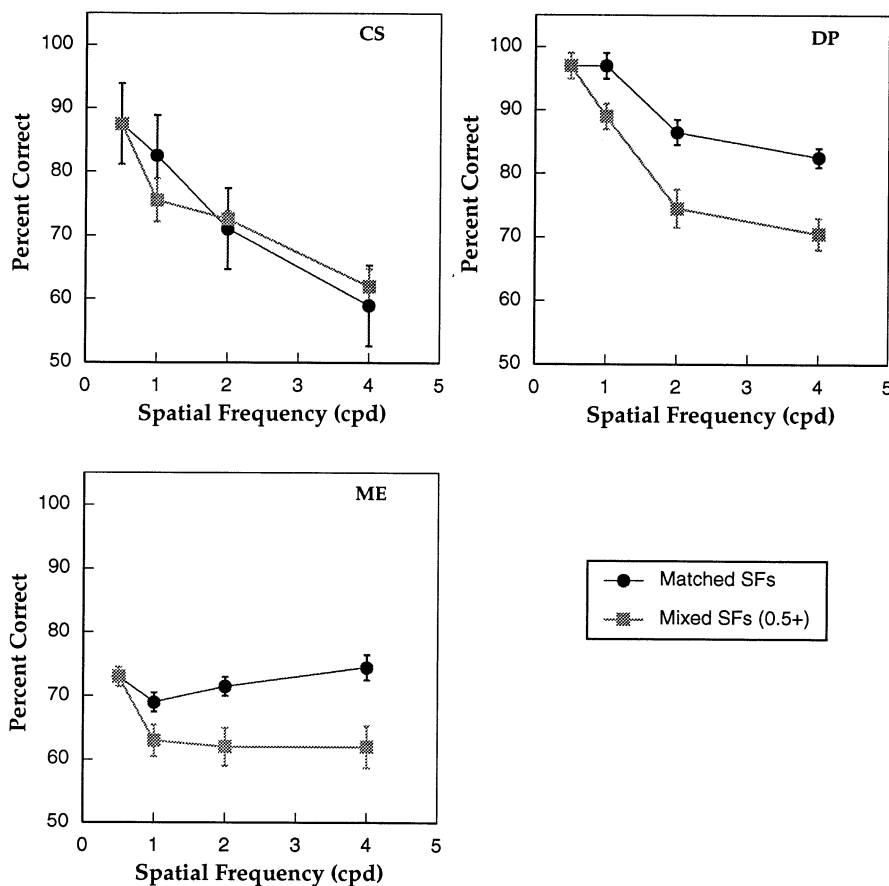 CS
100
90
80
70
60
50
Percent Correct
0 1 2 3 4 5
Spatial Frequency (cpd)
DP
100
90
80
70
60
50
Percent Correct
0 1 2 3 4 5
Spatial Frequency (cpd)
ME
100
90
80
70
60
50
Percent Correct
0 1 2 3 4 5
Spatial Frequency (cpd)
Matched SFs
Mixed SFs (0.5+)